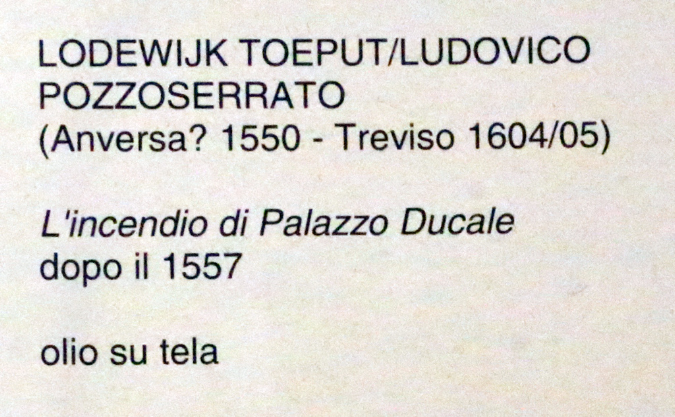 LODEWIJK TOEPUT/LUDOVICO
POZZOSERRATO
(Anversa? 1550 - Treviso 1604/05)
L'incendio di Palazzo Ducale
dopo il 1557
olio su tela